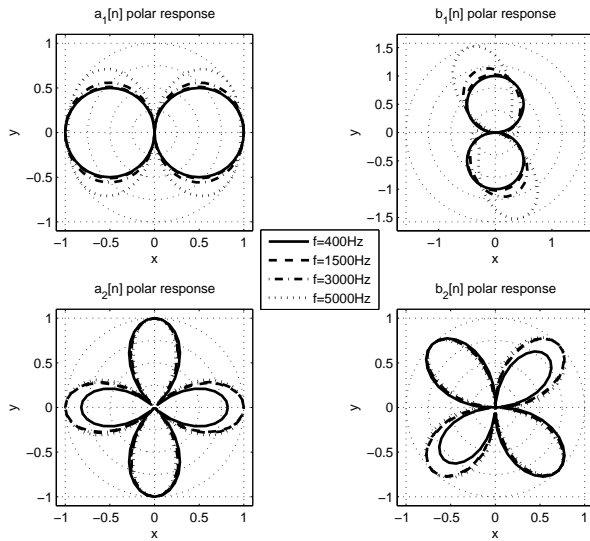 a1[n] polar response
1
0.5
0
−0.5
−1
y
−1 −0.5 0 0.5 1
x
b1[n] polar response
1.5
1
0.5
0
−0.5
−1
−1.5
y
−1 0 1
x
f=400Hz
f=1500Hz
f=3000Hz
f=5000Hz
a2[n] polar response
1
0.5
0
−0.5
−1
y
−1 −0.5 0 0.5 1
x
b2[n] polar response
1
0.5
0
−0.5
−1
y
−1 −0.5 0 0.5 1
x